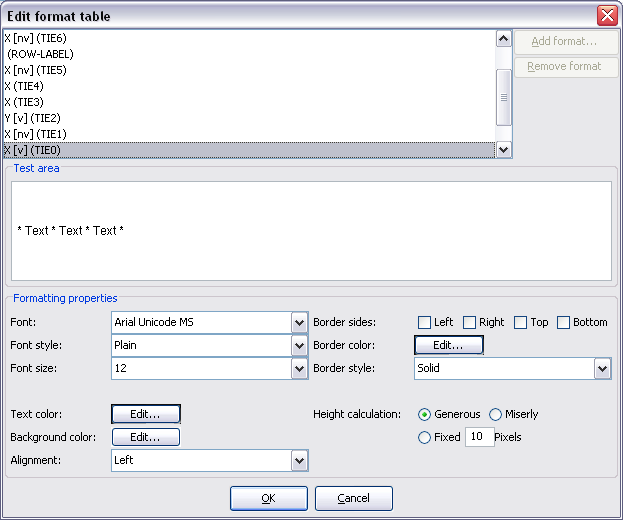 Edit format table
X [nv] (TIE6)
(ROW-LABEL)
X [nv] (TIE5)
X (TIE4)
X (TIE3)
Y [v] (TIE2)
X [nv] (TIE1)
X [v] (TIE0)
Add format...
Remove format
Test area
* Text * Text * Text *
Formatting properties
Font: Arial Unicode MS Border sides: Left Right Top Bottom
Font style: Plain Border color: Edit...
Font size: 12 Border style: Solid
Text color: Edit... Height calculation: Generous Miserly
Background color: Edit... Fixed 10 Pixels
Alignment: Left
OK Cancel